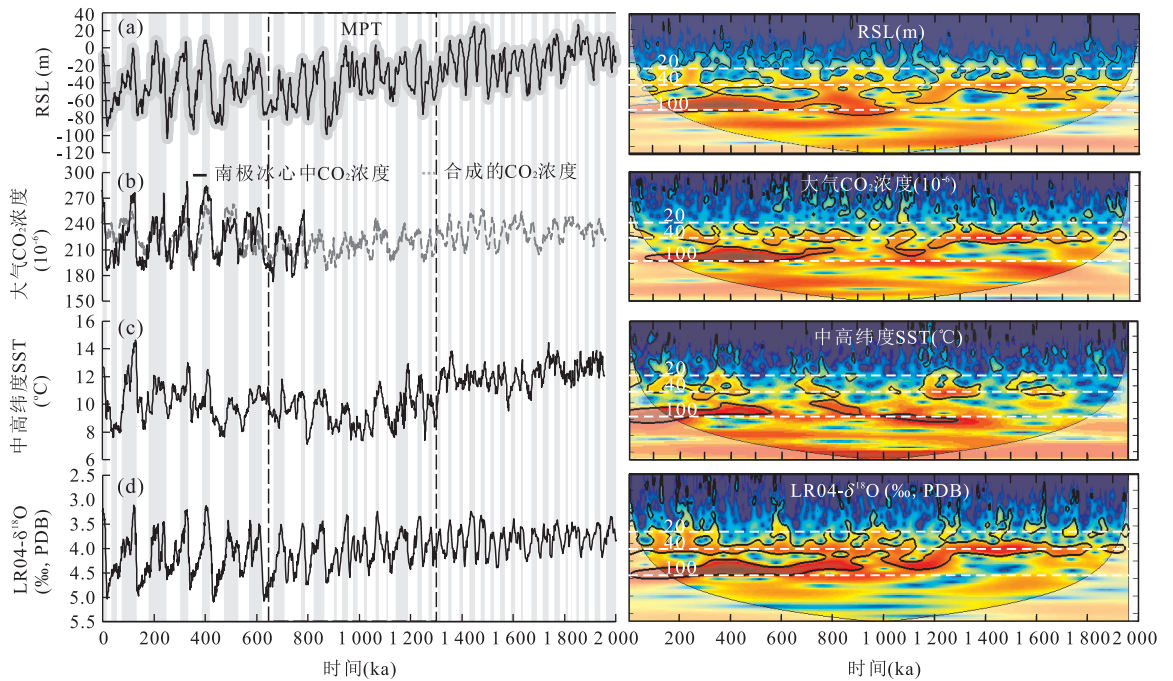 (a)
MPT
RSL (m)
40
20
0
-20
-40
-60
-80
-100
-120
RSL(m)
20
40
100
(b)
南极冰心中CO₂浓度
合成的CO₂浓度
大气CO₂浓度
(10⁻⁶)
300
270
240
210
180
150
大气CO₂浓度(10⁻⁶)
20
40
100
(c)
中高纬度SST
(℃)
16
14
12
10
8
6
中高纬度SST(℃)
20
40
100
(d)
LR04-δ¹⁸O
(‰, PDB)
2.5
3.0
3.5
4.0
4.5
5.0
5.5
LR04-δ¹⁸O (‰, PDB)
20
40
100
0 200 400 600 800 1 000 1 200 1 400 1 600 1 800 2 000
时间(ka)
200 400 600 800 1 000 1 200 1 400 1 600 1 800 2 000
时间(ka)